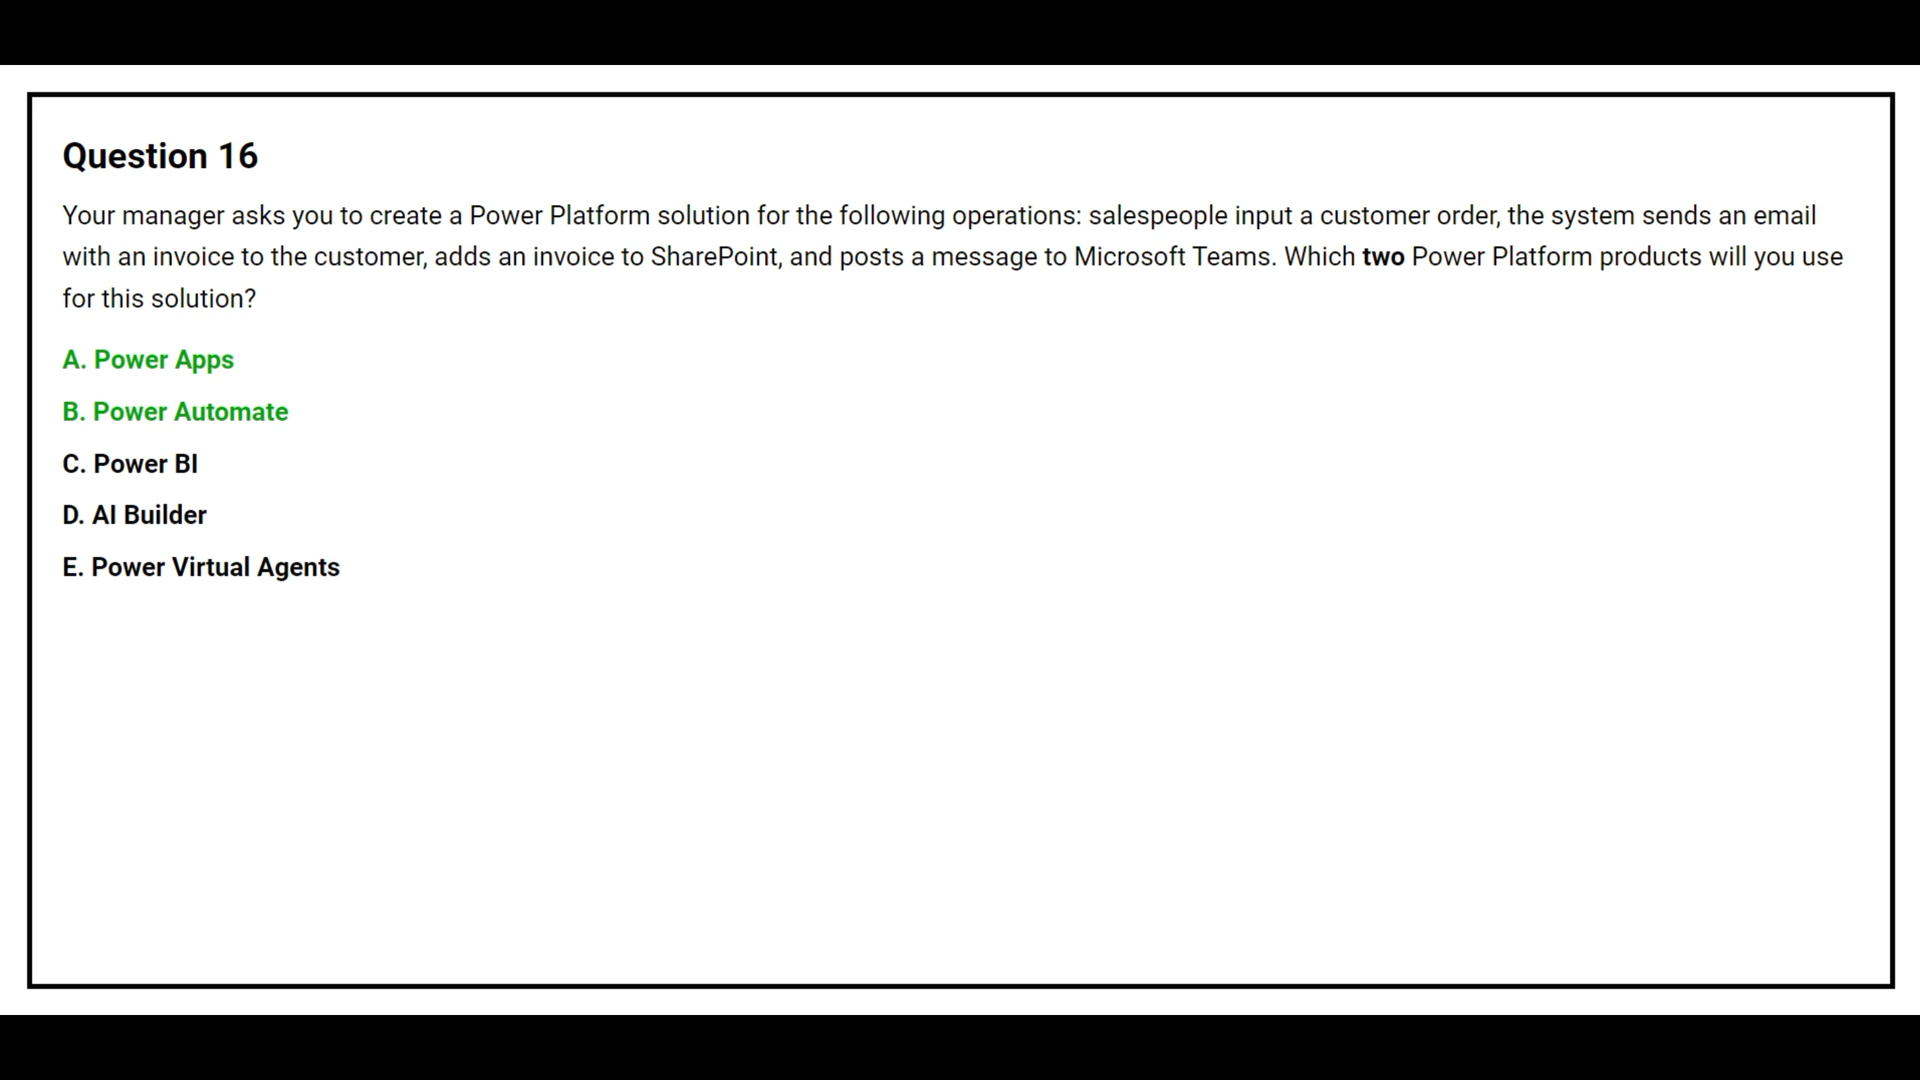 Question 16
Your manager asks you to create a Power Platform solution for the following operations: salespeople input a customer order, the system sends an email
with an invoice to the customer, adds an invoice to SharePoint, and posts a message to Microsoft Teams. Which two Power Platform products will you use
for this solution?
A. Power Apps
B. Power Automate
C. Power BI
D. AI Builder
E. Power Virtual Agents